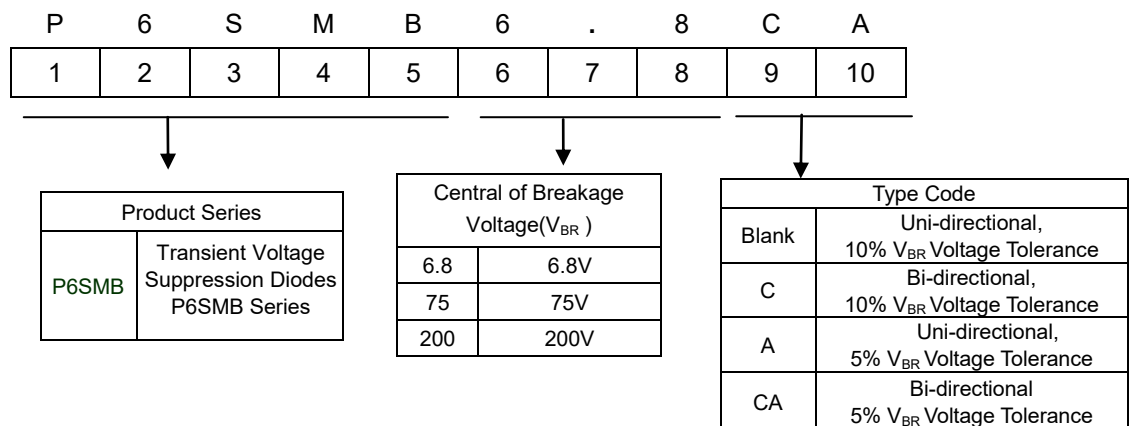 P 6 S M B 6 . 8 C A
1 2 3 4 5 6 7 8 9 10
Product Series
P6SMB
Transient Voltage
Suppression Diodes
P6SMB Series
Central of Breakage
Voltage(VBR )
6.8 6.8V
75 75V
200 200V
Type Code
Blank
Uni-directional,
10% VBR Voltage Tolerance
C
Bi-directional,
10% VBR Voltage Tolerance
A
Uni-directional,
5% VBR Voltage Tolerance
CA
Bi-directional
5% VBR Voltage Tolerance